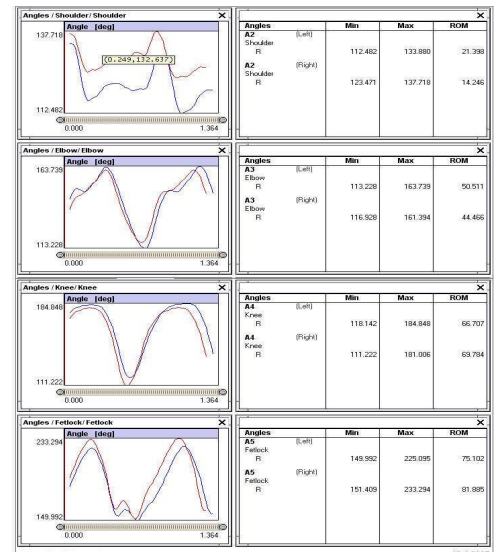 Angles / Shoulder/ Shoulder
Angle [deg]
137.718
(0.249,132.637)
112.482
0.000 1.364
Angles Min Max ROM
A2 (Left)
Shoulder
R 112.482 133.880 21.398
A2 (Right)
Shoulder
R 123.471 137.718 14.246
Angles / Elbow/ Elbow
Angle [deg]
163.739
113.228
0.000 1.364
Angles Min Max ROM
A3 (Left)
Elbow
R 113.228 163.739 50.511
A3 (Right)
Elbow
R 116.928 161.394 44.466
Angles / Knee/ Knee
Angle [deg]
184.848
111.222
0.000 1.364
Angles Min Max ROM
A4 (Left)
Knee
R 118.142 184.848 66.707
A4 (Right)
Knee
R 111.222 181.006 69.784
Angles / Fetlock/ Fetlock
Angle [deg]
233.294
149.992
0.000 1.364
Angles Min Max ROM
A5 (Left)
Fetlock
R 149.992 225.095 75.102
A5 (Right)
Fetlock
R 151.409 233.294 81.885